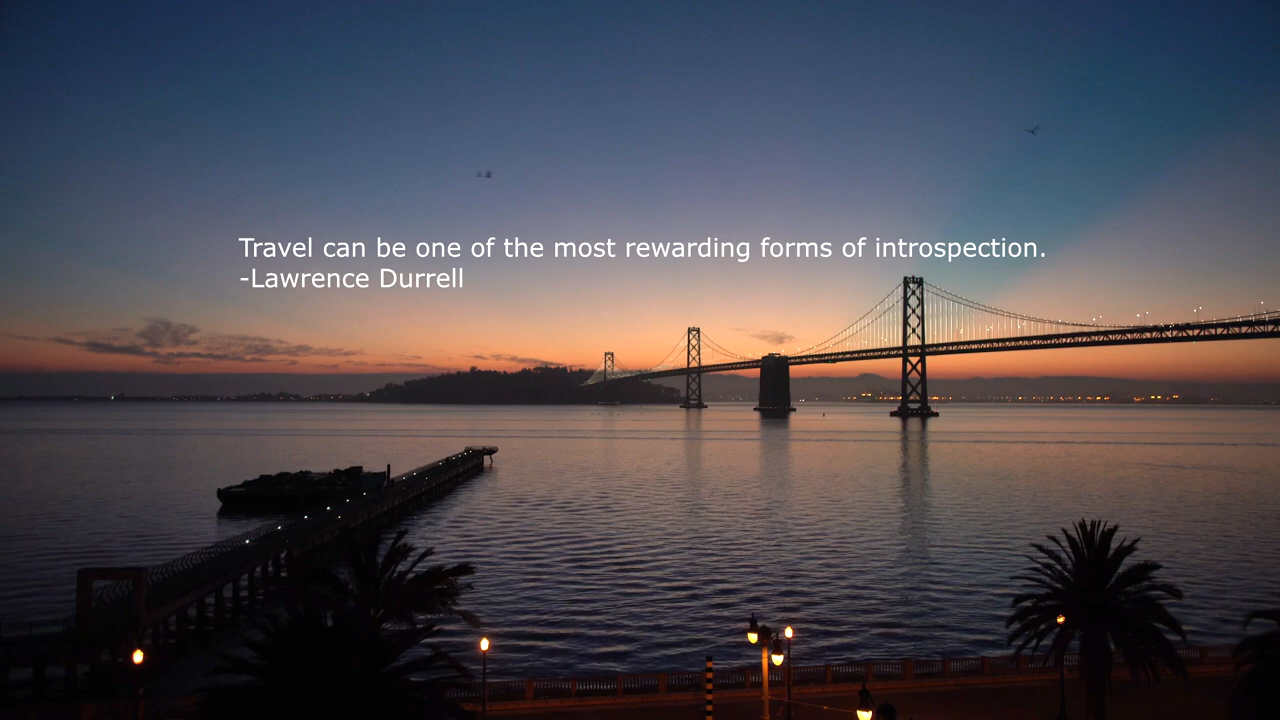 Travel can be one of the most rewarding forms of introspection.
-Lawrence Durrell